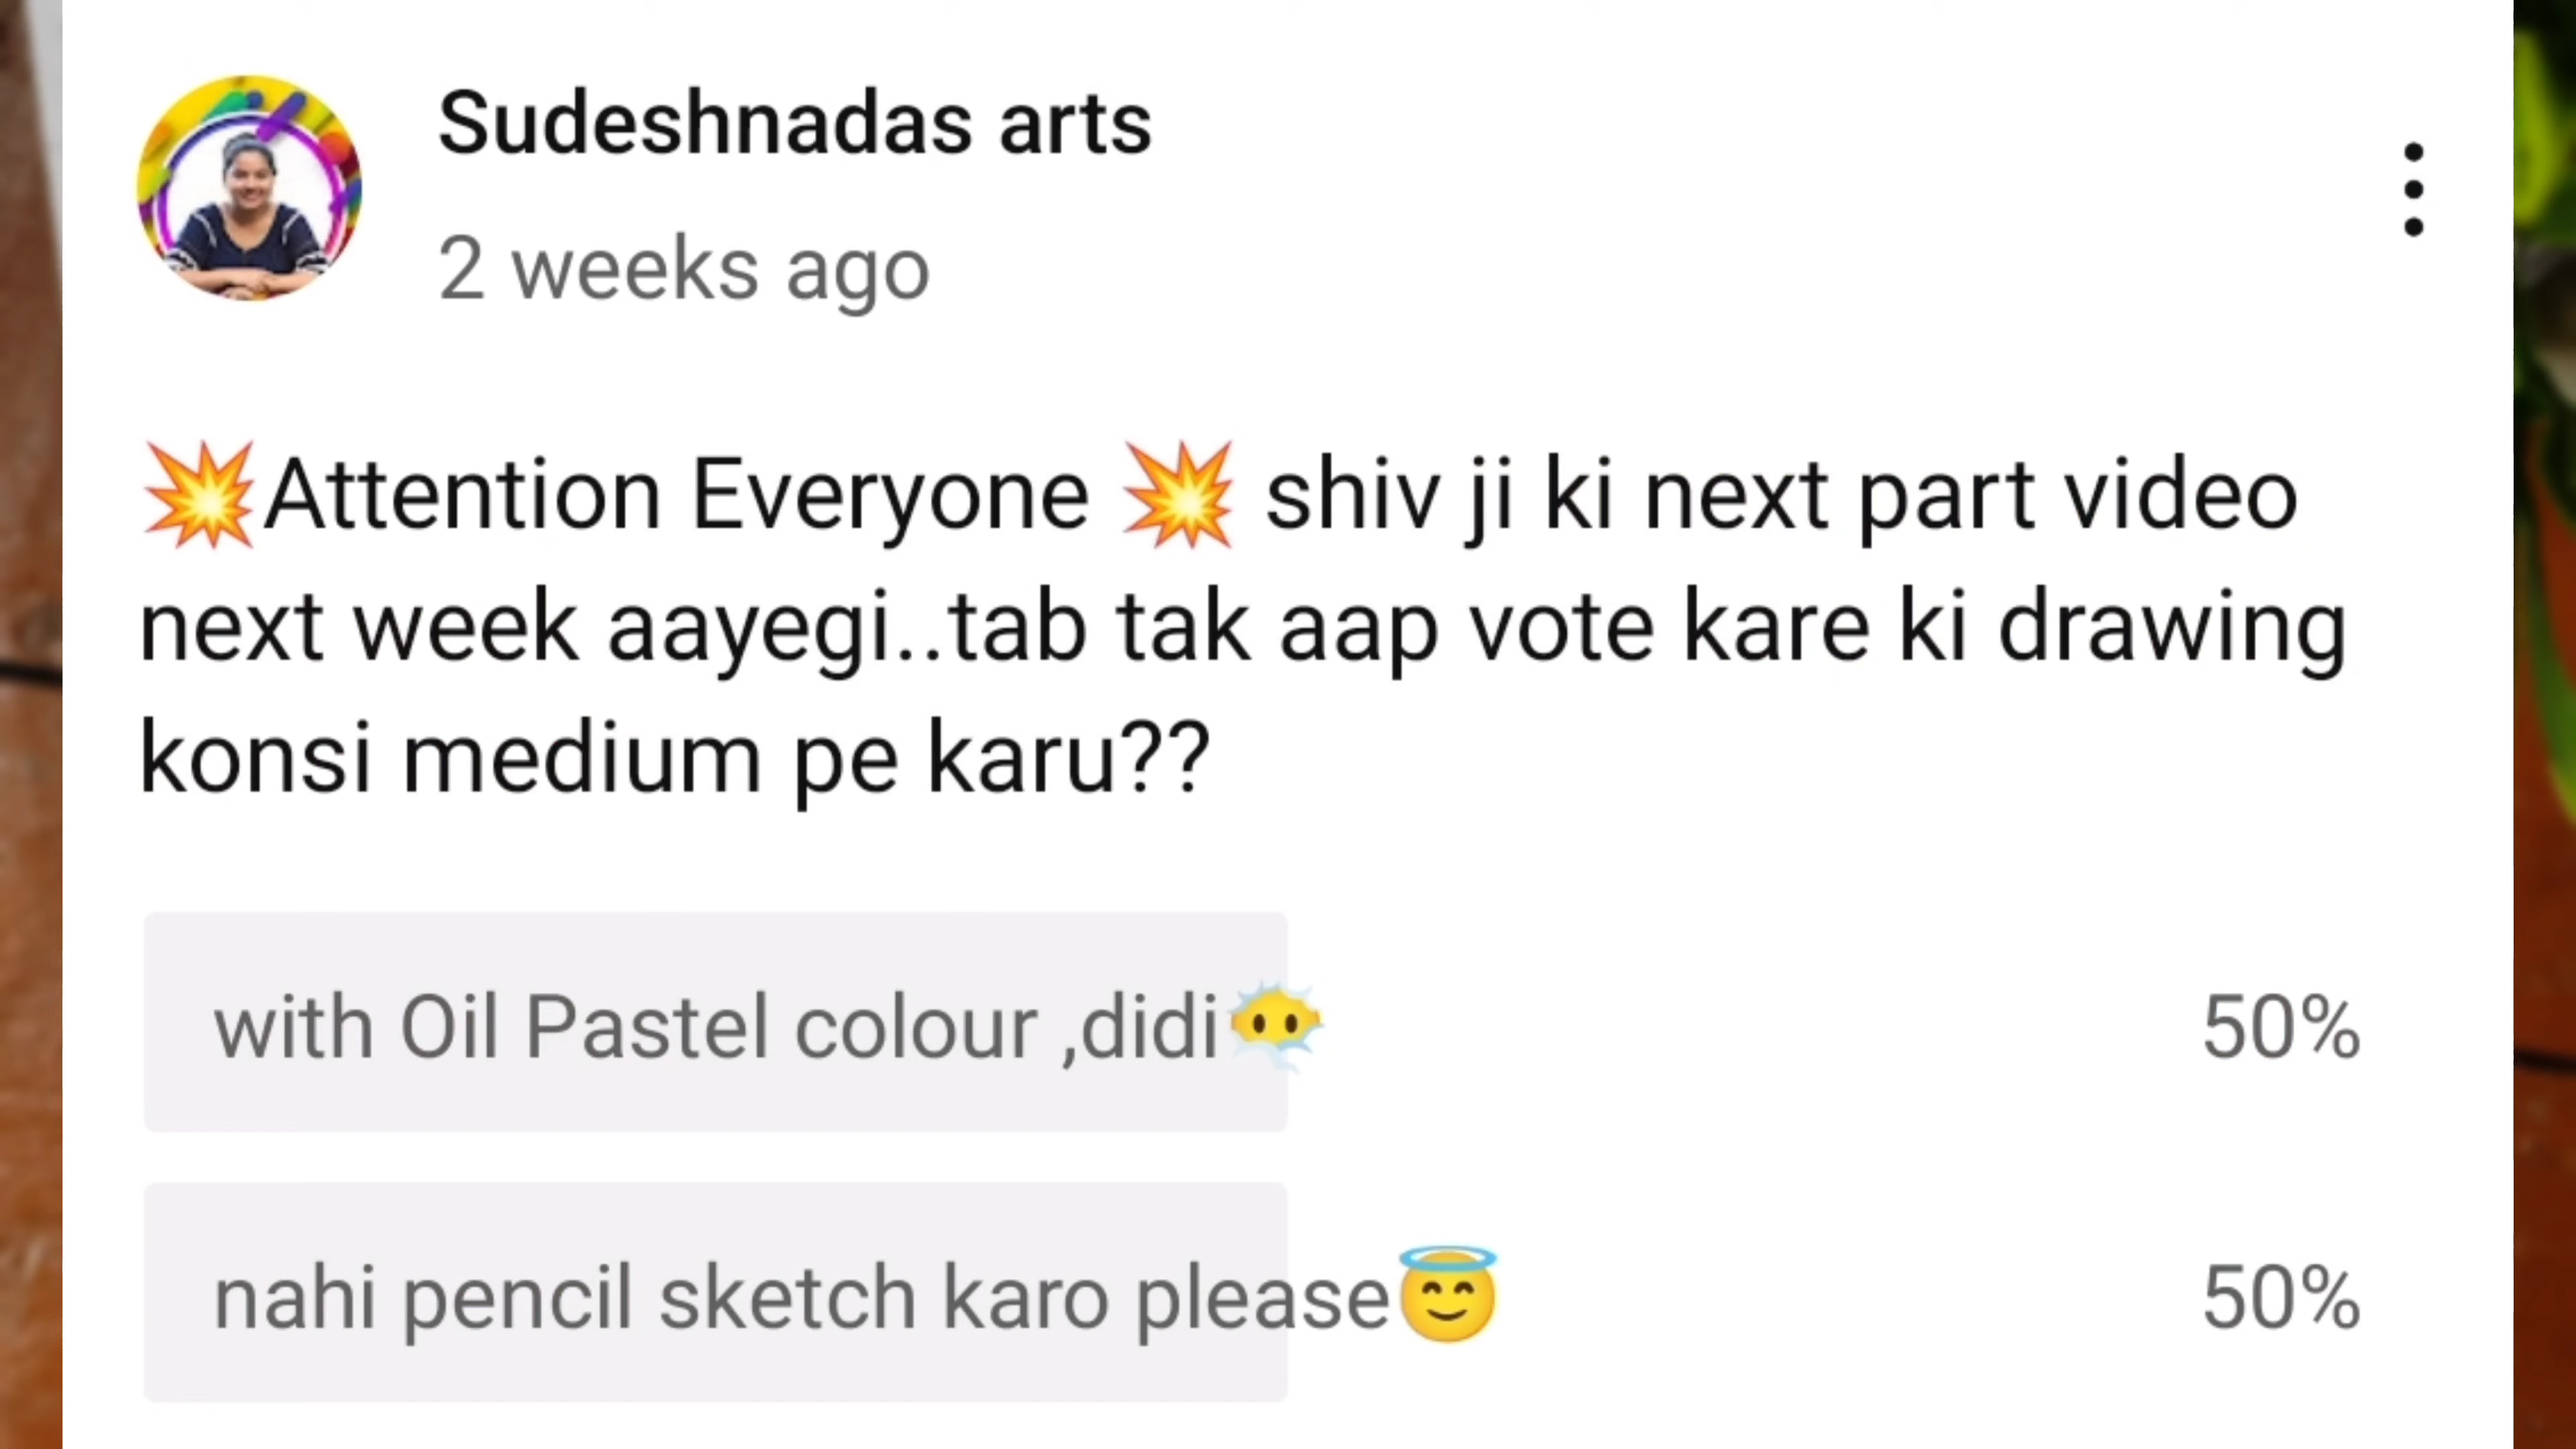 Sudeshnadas arts
2 weeks ago
💥Attention Everyone 💥 shiv ji ki next part video
next week aayegi..tab tak aap vote kare ki drawing
konsi medium pe karu??
with Oil Pastel colour ,didi😶‍🌫️ 50%
nahi pencil sketch karo please😇 50%